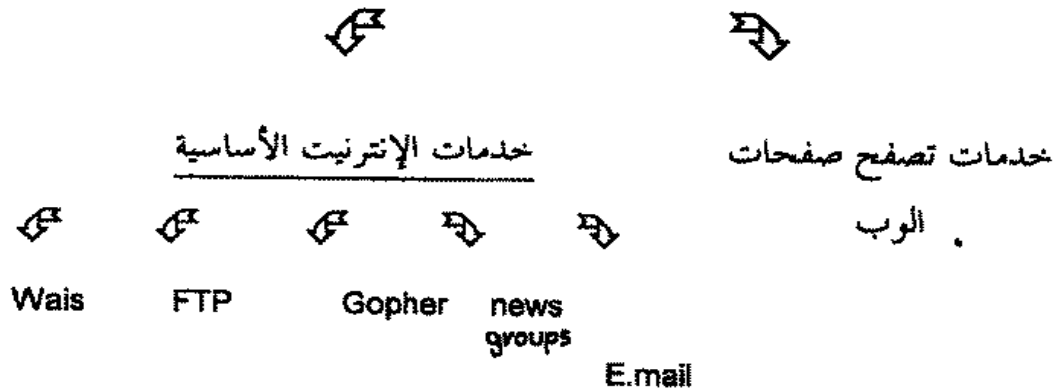 خدمات تصفح صفحات
الوب .
خدمات الإنترنيت الأساسية
Wais
FTP
Gopher
news
groups
E.mail